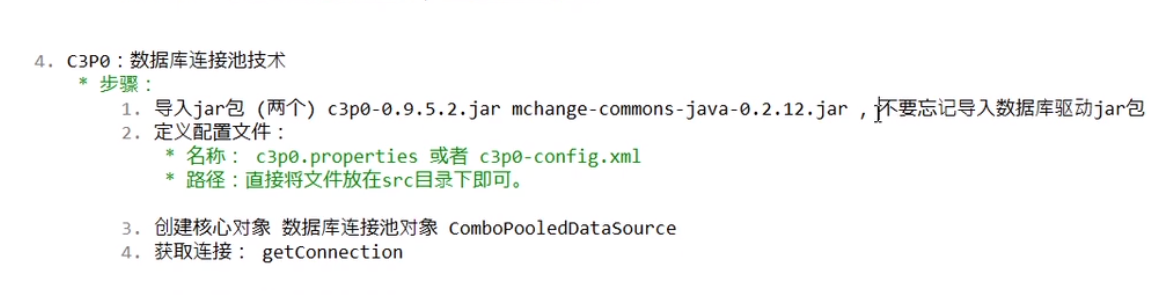 4. C3P0：数据库连接池技术
* 步骤：
1. 导入jar包 (两个) c3p0-0.9.5.2.jar mchange-commons-java-0.2.12.jar ，不要忘记导入数据库驱动jar包
2. 定义配置文件：
* 名称： c3p0.properties 或者 c3p0-config.xml
* 路径：直接将文件放在src目录下即可。
3. 创建核心对象 数据库连接池对象 ComboPooledDataSource
4. 获取连接： getConnection